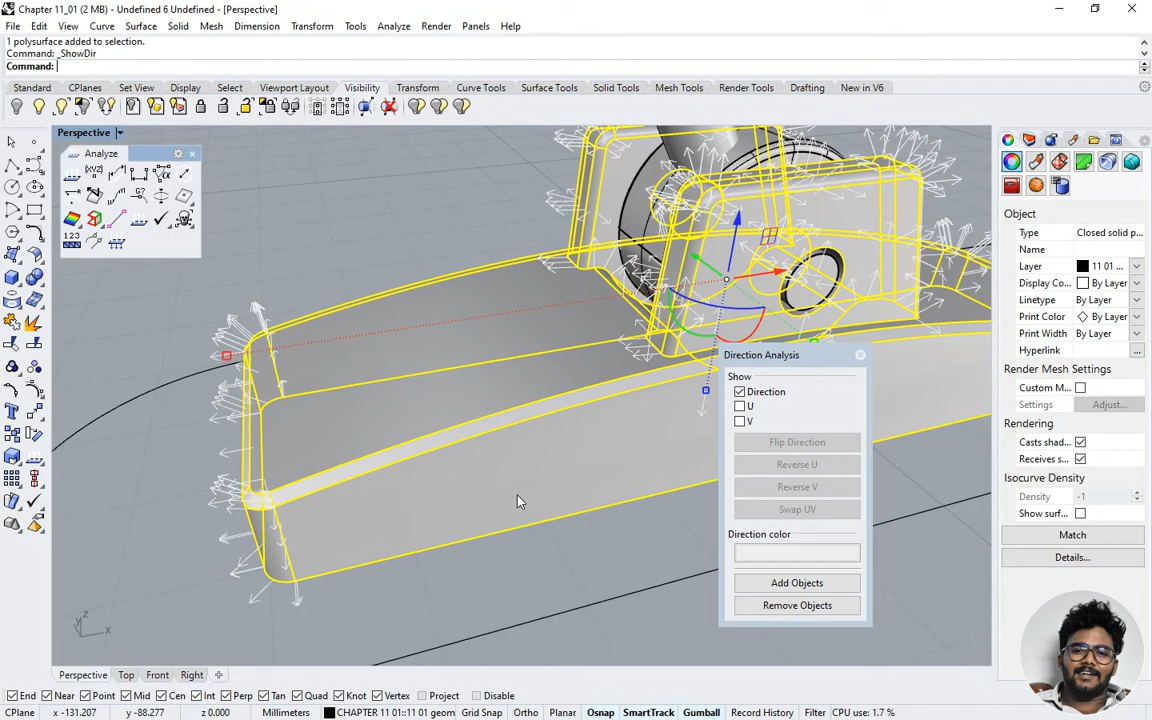 Chapter 11_01 (2 MB) - Undefined 6 Undefined - [Perspective]
File Edit View Curve Surface Solid Mesh Dimension Transform Tools Analyze Render Panels Help
1 polysurface added to selection.
Command: _ShowDir
Command:
Standard CPlanes Set View Display Select Viewport Layout Visibility Transform Curve Tools Surface Tools Solid Tools Mesh Tools Render Tools Drafting New in V6
Perspective
Analyze
Object
Type Closed solid p...
Name
Layer 11 01 ...
Display Co... By Layer
Linetype By Layer
Print Color By Layer
Print Width By Layer
Hyperlink ...
Render Mesh Settings
Custom M...
Settings Adjust...
Rendering
Casts shad...
Receives s...
Isocurve Density
Density -1
Show surf...
Match
Details...
Direction Analysis
Show
Direction
U
V
Flip Direction
Reverse U
Reverse V
Swap UV
Direction color
Add Objects
Remove Objects
z
y
x
Perspective Top Front Right
End Near Point Mid Cen Int Perp Tan Quad Knot Vertex Project Disable
CPlane x -131.207 y -88.277 z 0.000 Millimeters CHAPTER 11 01::11 01 geom Grid Snap Ortho Planar Osnap SmartTrack Gumball Record History Filter CPU use: 1.7 %